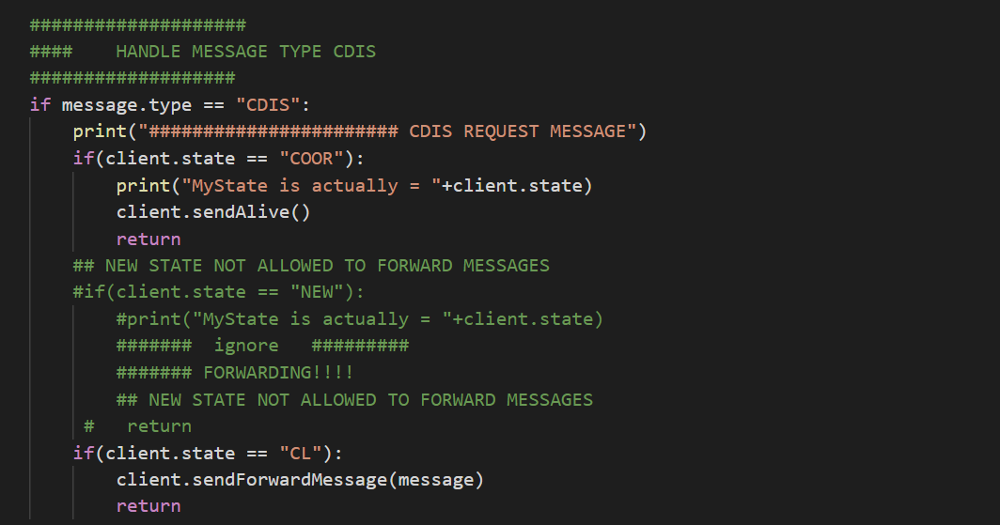 ####################
####    HANDLE MESSAGE TYPE CDIS
###################
if message.type == "CDIS":
    print("####################### CDIS REQUEST MESSAGE")
    if(client.state == "COOR"):
        print("MyState is actually = "+client.state)
        client.sendAlive()
        return
    ## NEW STATE NOT ALLOWED TO FORWARD MESSAGES
    #if(client.state == "NEW"):
        #print("MyState is actually = "+client.state)
        #######  ignore   #########
        ####### FORWARDING!!!!
        ## NEW STATE NOT ALLOWED TO FORWARD MESSAGES
     #   return
    if(client.state == "CL"):
        client.sendForwardMessage(message)
        return